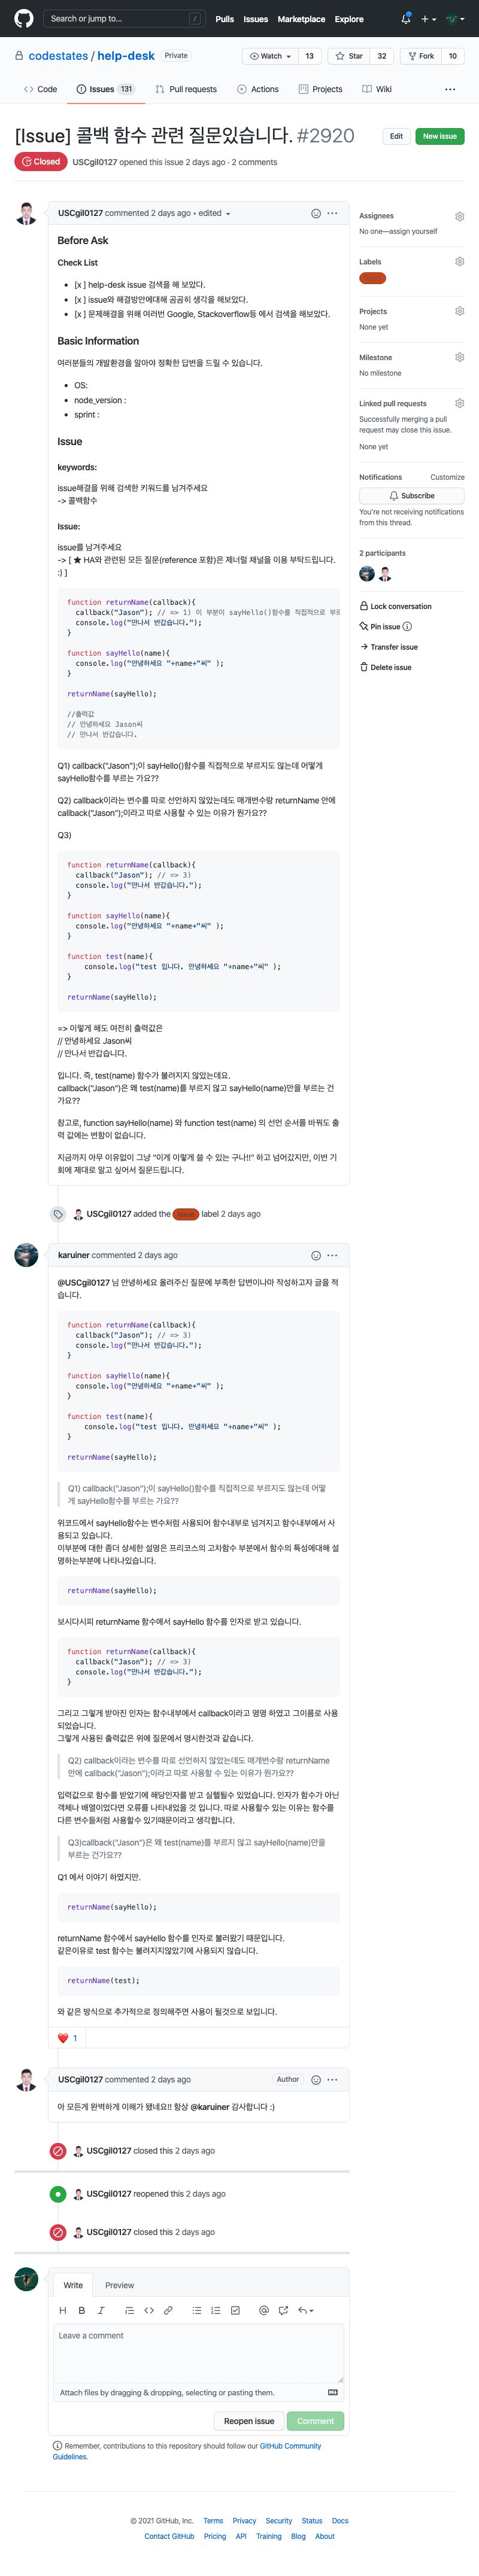 Search or jump to... /
Pulls Issues Marketplace Explore
codestates / help-desk Private
Watch 13 Star 32 Fork 10
Code Issues 131 Pull requests Actions Projects Wiki
[Issue] 콜백 함수 관련 질문있습니다. #2920
Edit New issue
Closed USCgil0127 opened this issue 2 days ago · 2 comments
USCgil0127 commented 2 days ago • edited
Before Ask
Check List
[x ] help-desk issue 검색을 해 보았다.
[x ] issue와 해결방안에대해 곰곰히 생각을 해보았다.
[x ] 문제해결을 위해 여러번 Google, Stackoverflow등 에서 검색을 해보았다.
Basic Information
여러분들의 개발환경을 알아야 정확한 답변을 드릴 수 있습니다.
OS:
node_version :
sprint :
Issue
keywords:
issue해결을 위해 검색한 키워드를 남겨주세요
-> 콜백함수
Issue:
issue를 남겨주세요
-> [ ★ HA와 관련된 모든 질문(reference 포함)은 제너럴 채널을 이용 부탁드립니다.
:) ]
function returnName(callback){
callback("Jason"); // => 1) 이 부분이 sayHello()함수를 직접적으로 부르
console.log("만나서 반갑습니다.");
}
function sayHello(name){
console.log("안녕하세요 "+name+"씨" );
}
returnName(sayHello);
//출력값
// 안녕하세요 Jason씨
// 만나서 반갑습니다.
Q1) callback("Jason");이 sayHello()함수를 직접적으로 부르지도 않는데 어떻게
sayHello함수를 부르는 가요??
Q2) callback이라는 변수를 따로 선언하지 않았는데도 매개변수랑 returnName 안에
callback("Jason");이라고 따로 사용할 수 있는 이유가 뭔가요??
Q3)
function returnName(callback){
callback("Jason"); // => 3)
console.log("만나서 반갑습니다.");
}
function sayHello(name){
console.log("안녕하세요 "+name+"씨" );
}
function test(name){
console.log("test 입니다. 안녕하세요 "+name+"씨" );
}
returnName(sayHello);
=> 이렇게 해도 여전히 출력값은
// 안녕하세요 Jason씨
// 만나서 반갑습니다.
입니다. 즉, test(name) 함수가 불려지지 않았는데요.
callback("Jason")은 왜 test(name)를 부르지 않고 sayHello(name)만을 부르는 건
가요??
참고로, function sayHello(name) 와 function test(name) 의 선언 순서를 바꿔도 출
력 값에는 변함이 없습니다.
지금까지 아무 이유없이 그냥 "이게 이렇게 쓸 수 있는 구나!!" 하고 넘어갔지만, 이번 기
회에 제대로 알고 싶어서 질문드립니다.
USCgil0127 added the label 2 days ago
karuiner commented 2 days ago
@USCgil0127 님 안녕하세요 올려주신 질문에 부족한 답변이나마 작성하고자 글을 적
습니다.
function returnName(callback){
callback("Jason"); // => 3)
console.log("만나서 반갑습니다.");
}
function sayHello(name){
console.log("안녕하세요 "+name+"씨" );
}
function test(name){
console.log("test 입니다. 안녕하세요 "+name+"씨" );
}
returnName(sayHello);
Q1) callback("Jason");이 sayHello()함수를 직접적으로 부르지도 않는데 어떻
게 sayHello함수를 부르는 가요??
위코드에서 sayHello함수는 변수처럼 사용되어 함수내부로 넘겨지고 함수내부에서 사
용되고 있습니다.
이부분에 대한 좀더 상세한 설명은 프리코스의 고차함수 부분에서 함수의 특성에대해 설
명하는부분에 나타나있습니다.
returnName(sayHello);
보시다시피 returnName 함수에서 sayHello 함수를 인자로 받고 있습니다.
function returnName(callback){
callback("Jason"); // => 3)
console.log("만나서 반갑습니다.");
}
그리고 그렇게 받아진 인자는 함수내부에서 callback이라고 명명 하였고 그이름로 사용
되었습니다.
그렇게 사용된 출력값은 위에 질문에서 명시한것과 같습니다.
Q2) callback이라는 변수를 따로 선언하지 않았는데도 매개변수랑 returnName
안에 callback("Jason");이라고 따로 사용할 수 있는 이유가 뭔가요??
입력값으로 함수를 받았기에 해당인자를 받고 실행될수 있었습니다. 인자가 함수가 아닌
객체나 배열이었다면 오류를 나타내었을 것 입니다. 따로 사용할수 있는 이유는 함수를
다른 변수들처럼 사용할수 있기때문이라고 생각합니다.
Q3)callback("Jason")은 왜 test(name)를 부르지 않고 sayHello(name)만을
부르는 건가요??
Q1 에서 이야기 하였지만.
returnName(sayHello);
returnName 함수에서 sayHello 함수를 인자로 불러왔기 때문입니다.
같은이유로 test 함수는 불려지지않았기에 사용되지 않습니다.
returnName(test);
와 같은 방식으로 추가적으로 정의해주면 사용이 될것으로 보입니다.
❤️ 1
USCgil0127 commented 2 days ago Author
아 모든게 완벽하게 이해가 됐네요!! 항상 @karuiner 감사합니다 :)
USCgil0127 closed this 2 days ago
USCgil0127 reopened this 2 days ago
USCgil0127 closed this 2 days ago
Write Preview
Leave a comment
Attach files by dragging & dropping, selecting or pasting them.
Reopen issue Comment
Remember, contributions to this repository should follow our GitHub Community
Guidelines.
Assignees
No one—assign yourself
Labels
Projects
None yet
Milestone
No milestone
Linked pull requests
Successfully merging a pull
request may close this issue.
None yet
Notifications Customize
Subscribe
You're not receiving notifications
from this thread.
2 participants
Lock conversation
Pin issue
Transfer issue
Delete issue
© 2021 GitHub, Inc. Terms Privacy Security Status Docs
Contact GitHub Pricing API Training Blog About